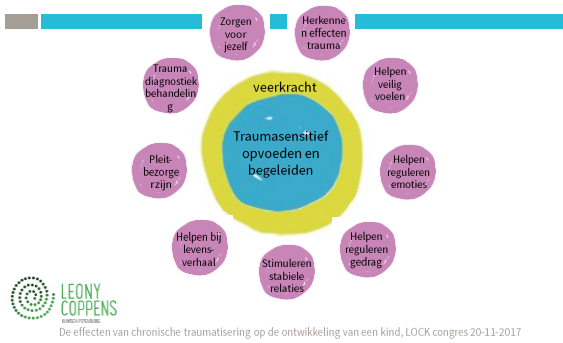 Zorgen
voor
jezelf
Herkenne
n effecten
trauma
Trauma
diagnostiek
behandelin
g
Helpen
veilig
voelen
veerkracht
Traumasensitief
opvoeden en
begeleiden
Pleit-
bezorge
rzijn
Helpen
reguleren
emoties
Helpen bij
levens-
verhaal
Helpen
reguleren
gedrag
Stimuleren
stabiele
relaties
LEONY
COPPENS
KLINISCH PSYCHOLOOG
De effecten van chronische traumatisering op de ontwikkeling van een kind, LOCK congres 20-11-2017